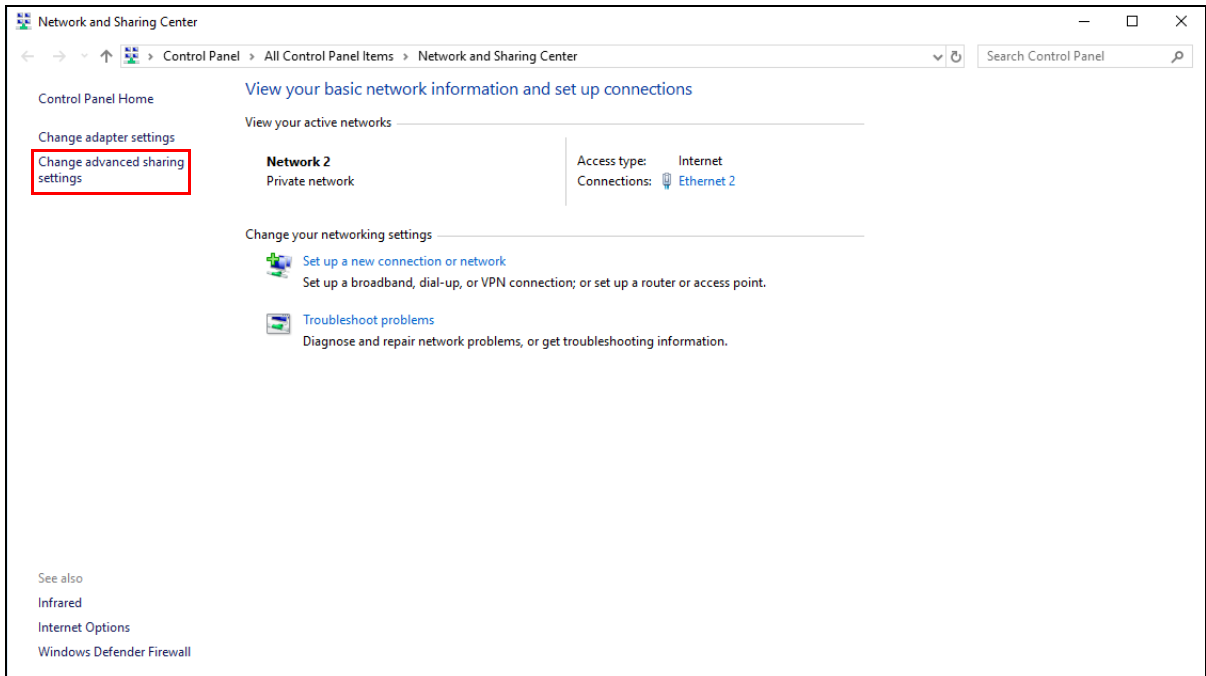 Network and Sharing Center
Control Panel > All Control Panel Items > Network and Sharing Center
Search Control Panel
Control Panel Home
Change adapter settings
Change advanced sharing
settings
View your basic network information and set up connections
View your active networks
Network 2
Private network
Access type: Internet
Connections: Ethernet 2
Change your networking settings
Set up a new connection or network
Set up a broadband, dial-up, or VPN connection; or set up a router or access point.
Troubleshoot problems
Diagnose and repair network problems, or get troubleshooting information.
See also
Infrared
Internet Options
Windows Defender Firewall